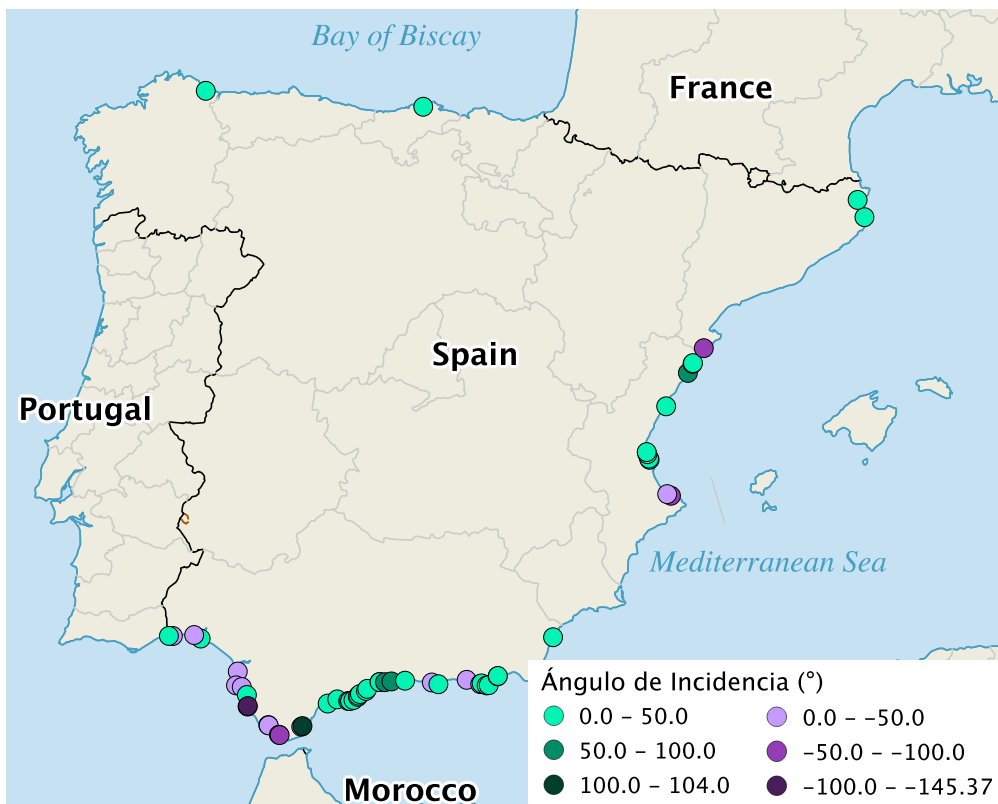 Bay of Biscay
France
Spain
Portugal
Mediterranean Sea
Morocco
Ángulo de Incidencia (°)
0.0 – 50.0
50.0 – 100.0
100.0 – 104.0
0.0 – –50.0
–50.0 – –100.0
–100.0 – –145.37